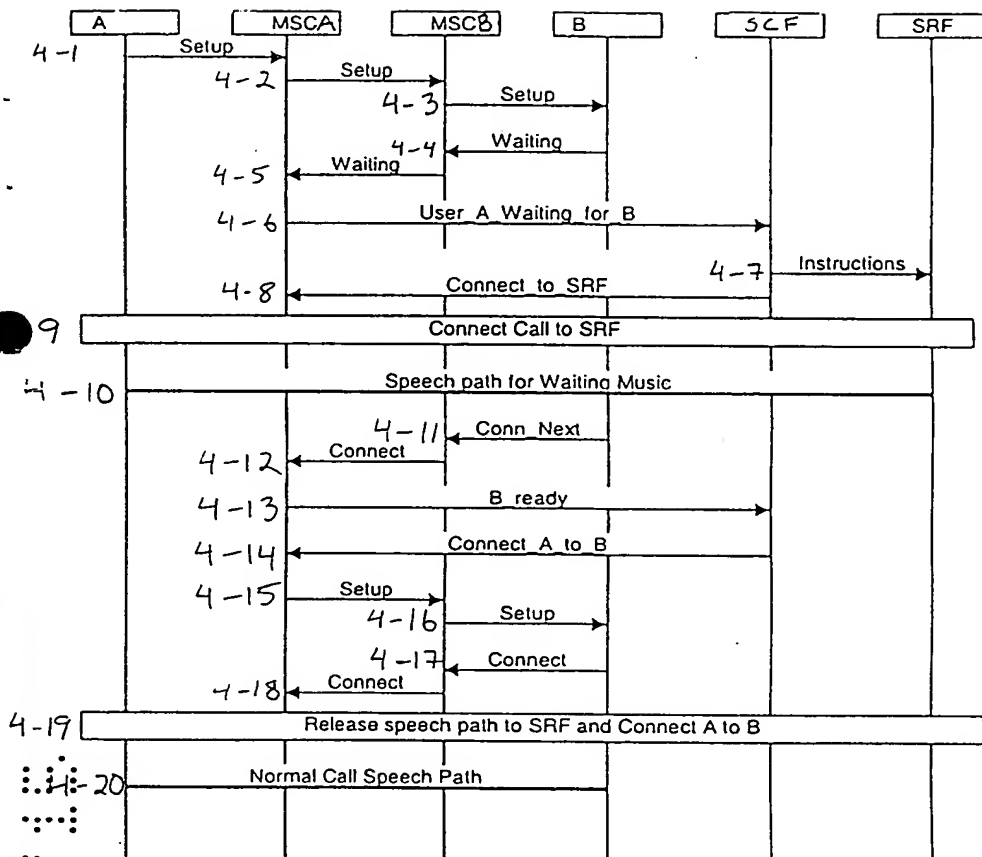 A MSCA MSCB B SCF SRF
4-1 Setup
4-2 Setup
4-3 Setup
4-4 Waiting
4-5 Waiting
4-6 User_A_Waiting_for_B
4-7 Instructions
4-8 Connect_to_SRF
9 Connect Call to SRF
4-10 Speech path for Waiting Music
4-11 Conn_Next
4-12 Connect
4-13 B_ready
4-14 Connect_A_to_B
4-15 Setup
4-16 Setup
4-17 Connect
4-18 Connect
4-19 Release speech path to SRF and Connect A to B
4-20 Normal Call Speech Path